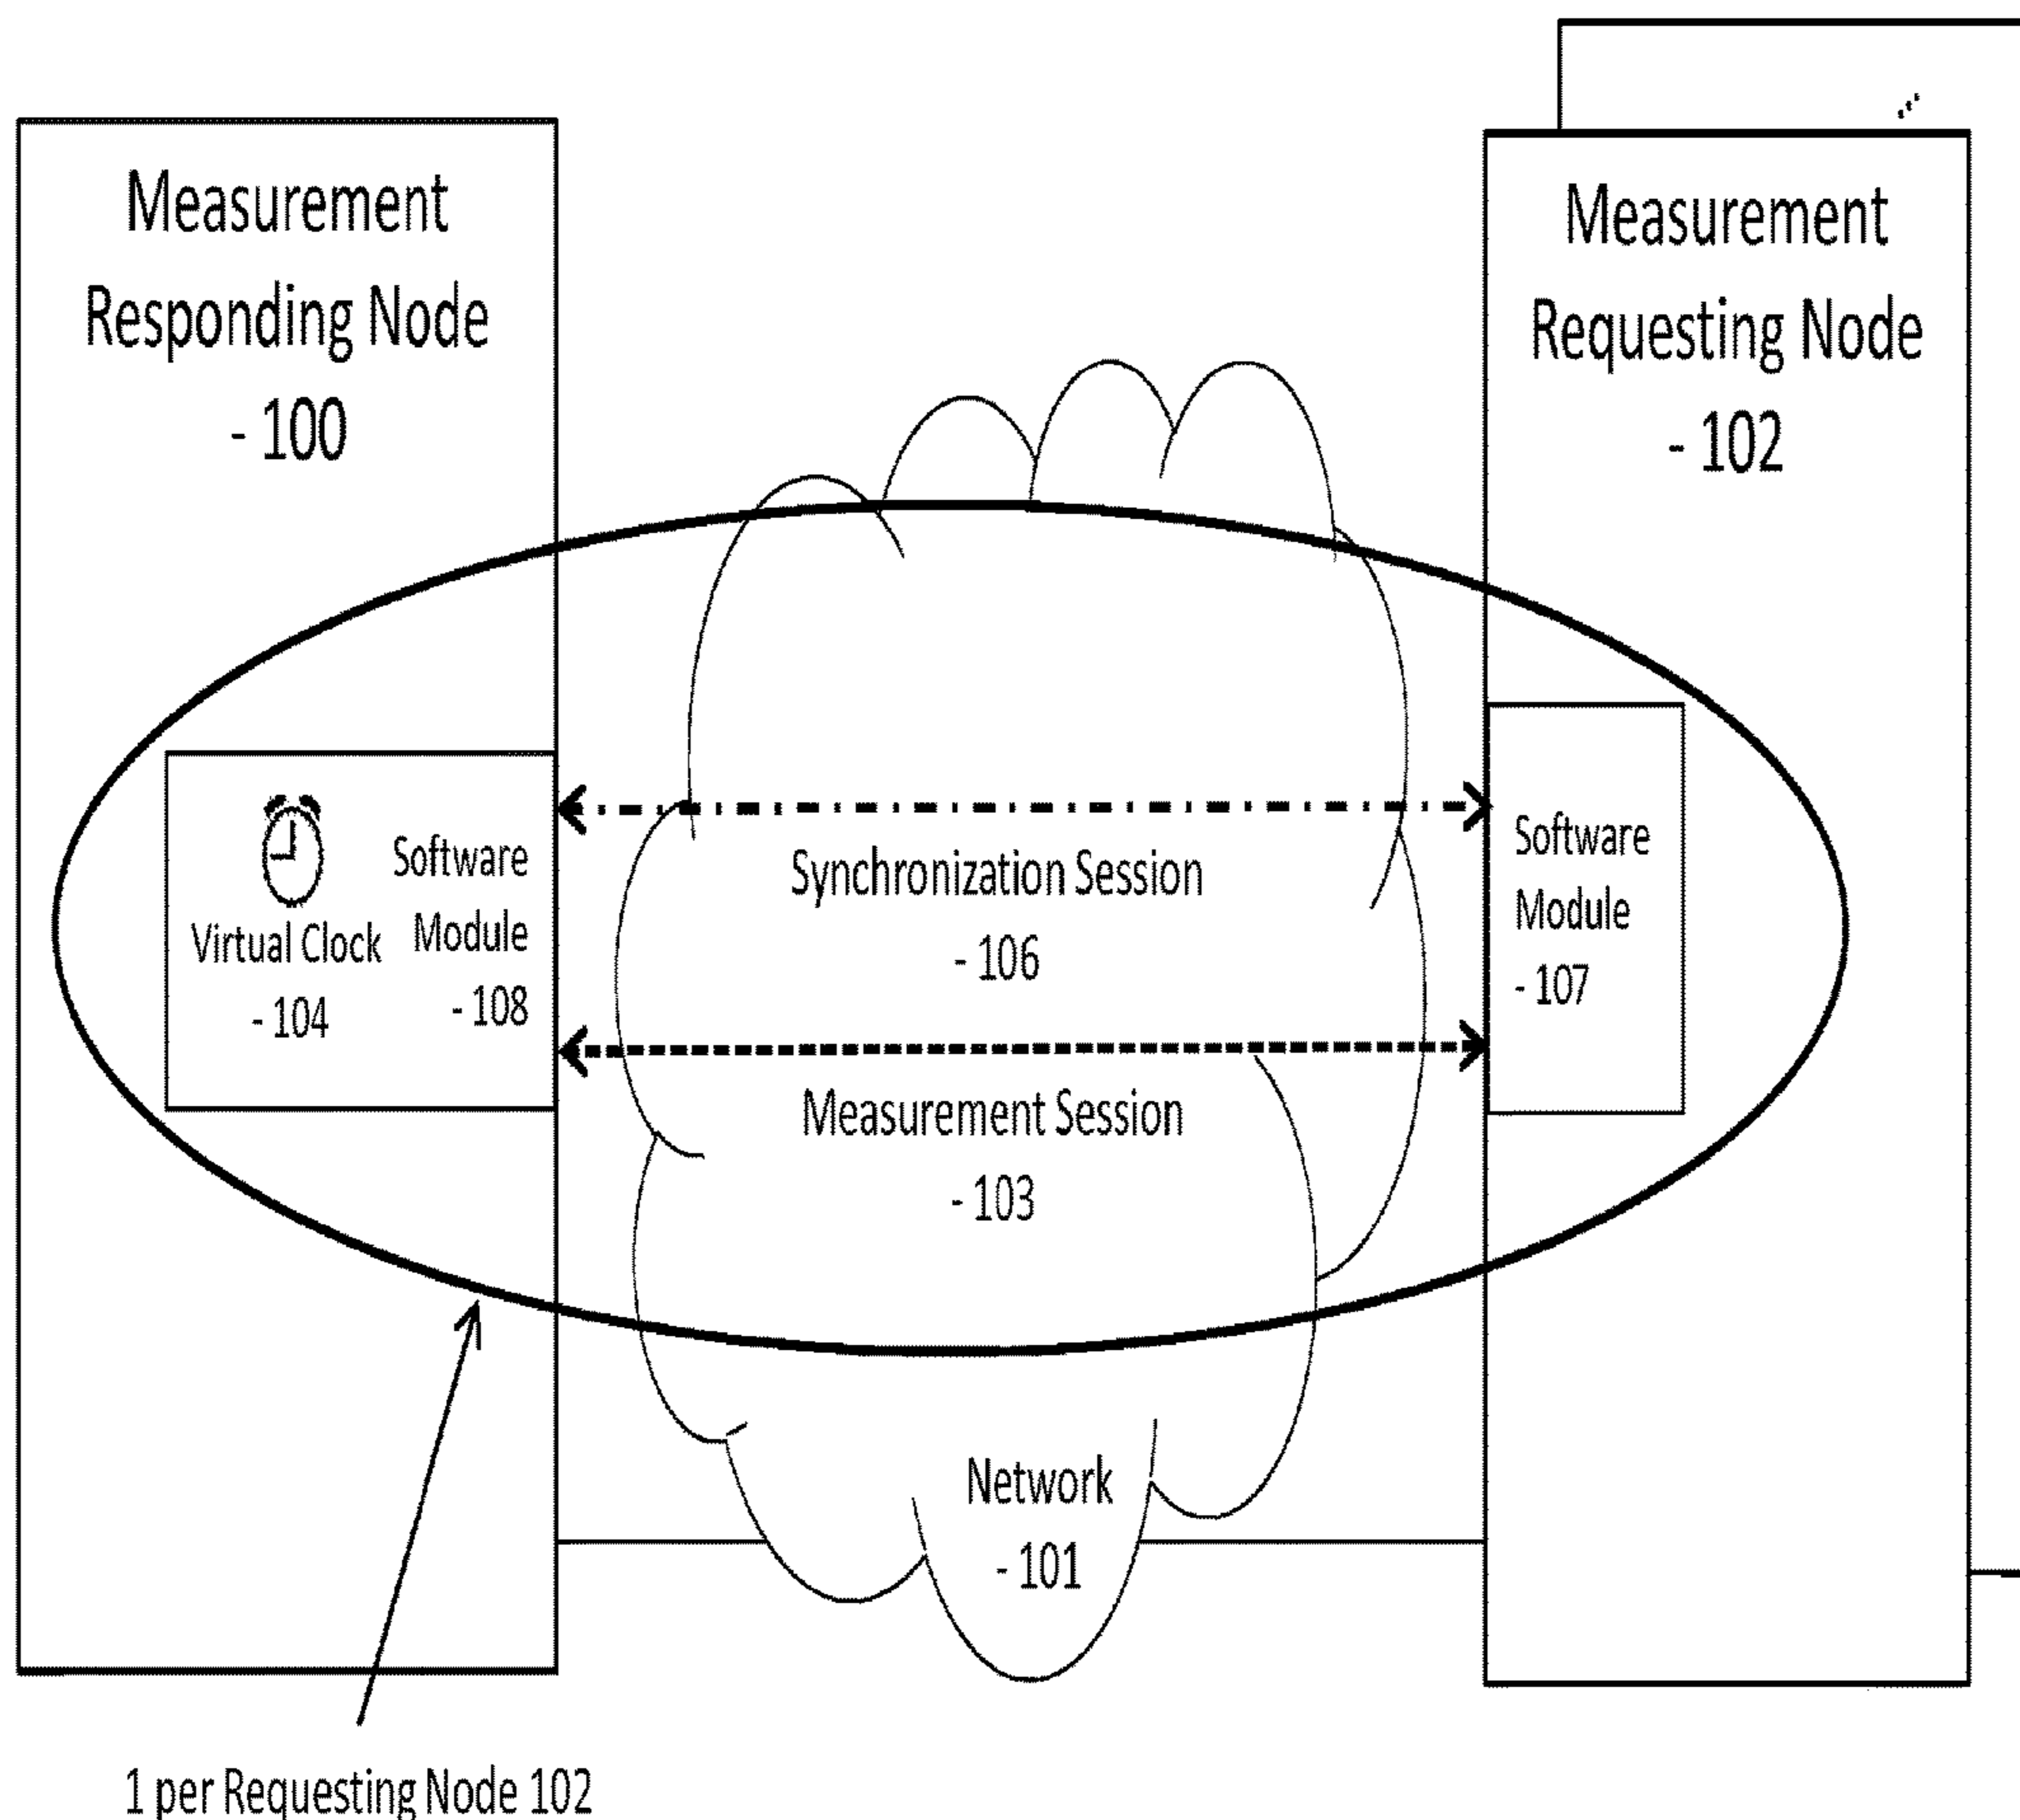 Measurement
Responding Node
- 100
Measurement
Requesting Node
- 102
Virtual Clock
- 104
Software
Module
- 108
Synchronization Session
- 106
Measurement Session
- 103
Software
Module
- 107
Network
- 101
1 per Requesting Node 102